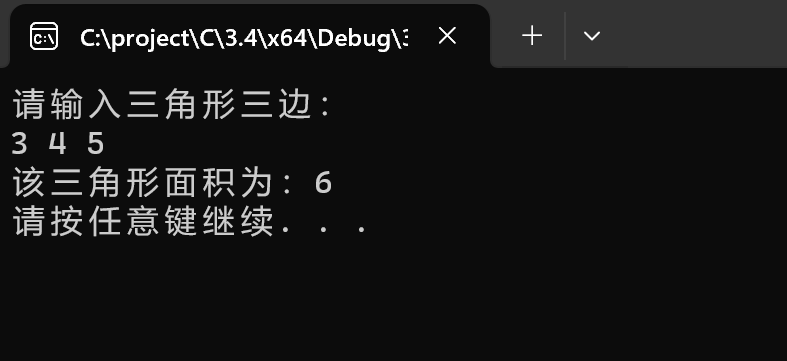 C:\project\C\3.4\x64\Debug\3
请输入三角形三边：
3 4 5
该三角形面积为：6
请按任意键继续. . .